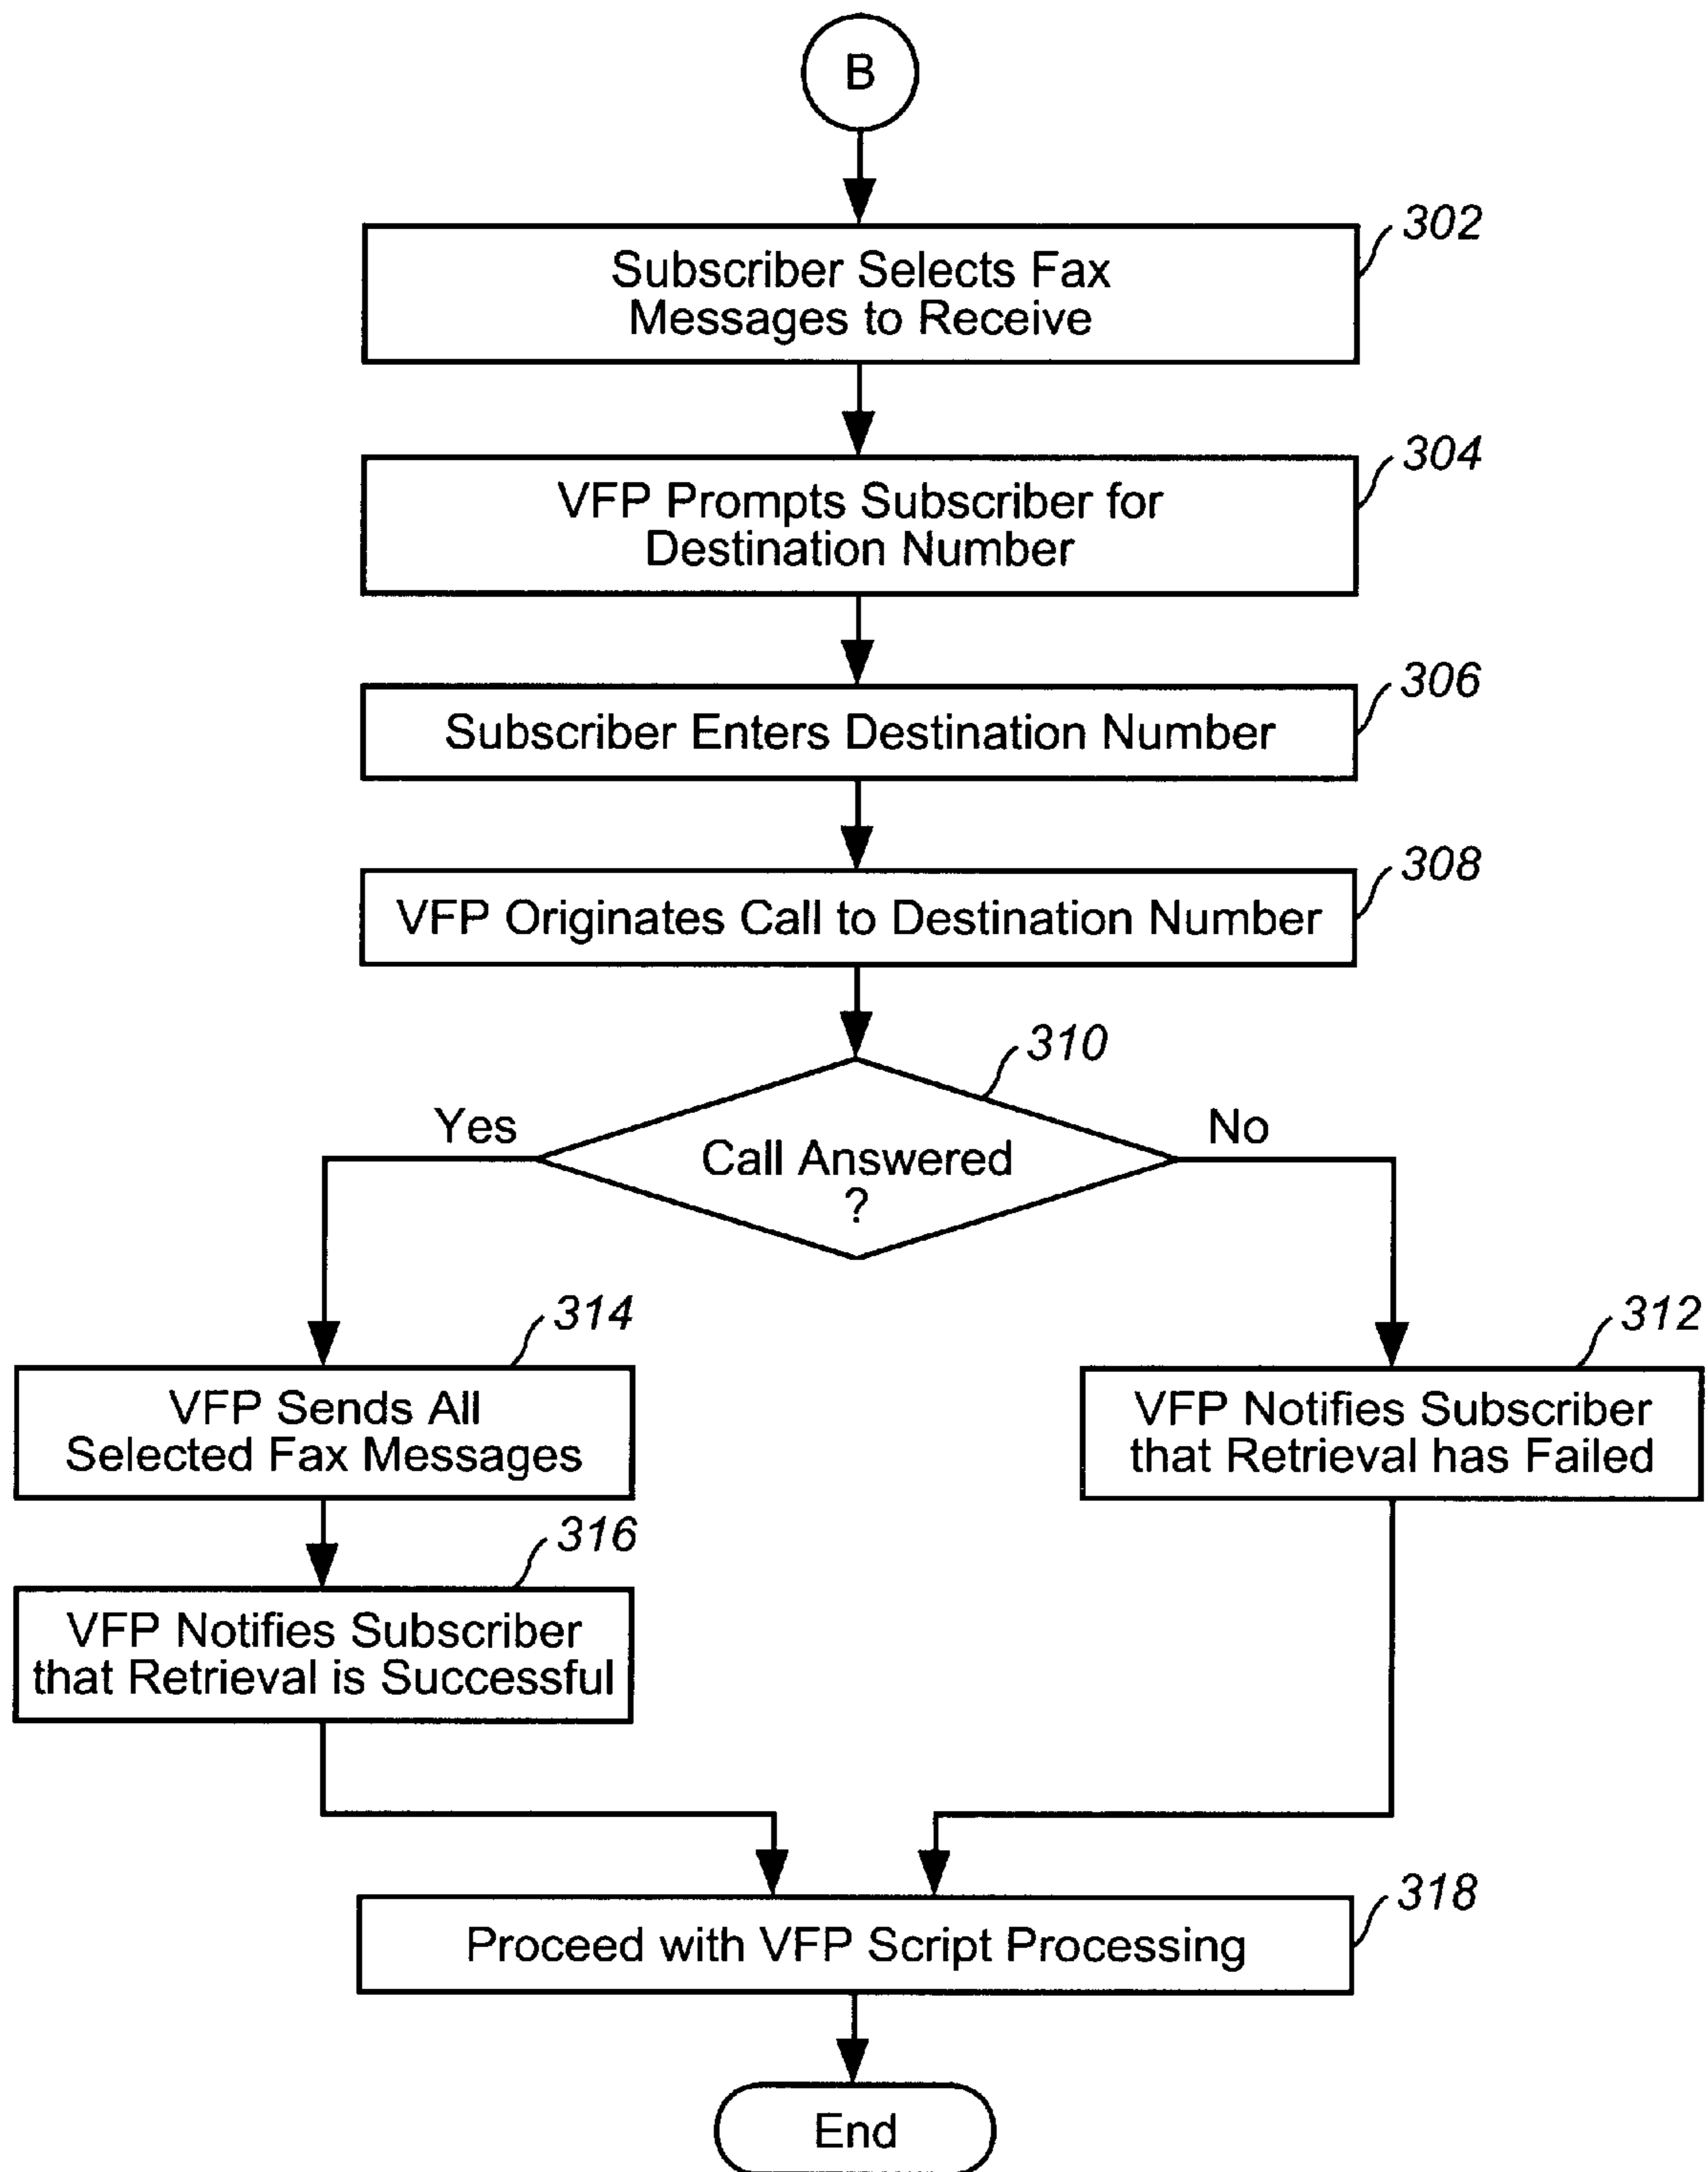 B
302
Subscriber Selects Fax
Messages to Receive
304
VFP Prompts Subscriber for
Destination Number
306
Subscriber Enters Destination Number
308
VFP Originates Call to Destination Number
310
Yes
No
Call Answered
?
314
312
VFP Sends All
Selected Fax Messages
VFP Notifies Subscriber
that Retrieval has Failed
316
VFP Notifies Subscriber
that Retrieval is Successful
318
Proceed with VFP Script Processing
End